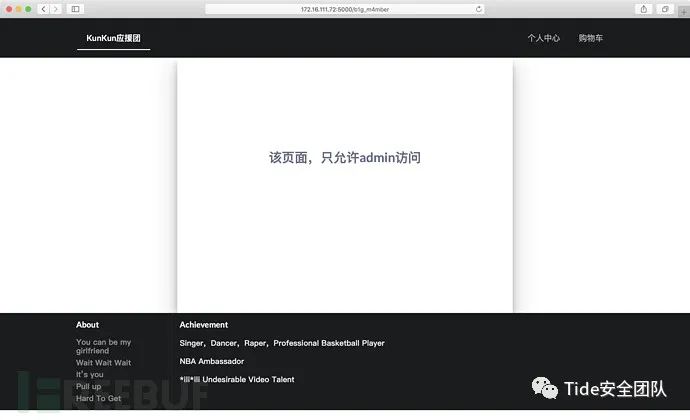 172.16.111.72:5000/b1g_m4mber
KunKun应援团
个人中心
购物车
该页面，只允许admin访问
About
You can be my
girlfriend
Wait Wait Wait
It's you
Pull up
Hard To Get
Achievement
Singer，Dancer，Raper，Professional Basketball Player
NBA Ambassador
*ili*ili Undesirable Video Talent
FREEBUF
Tide安全团队